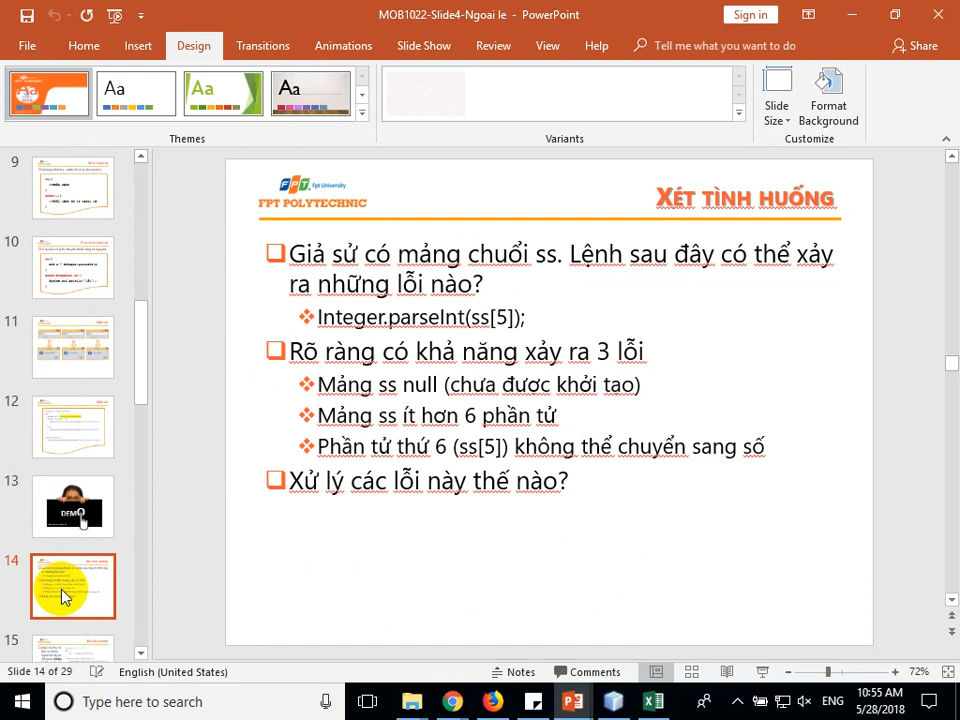 MOB1022-Slide4-Ngoai le - PowerPoint
Sign in
File Home Insert Design Transitions Animations Slide Show Review View Help Tell me what you want to do Share
Aa Aa Aa Aa
Slide Size
Format Background
Themes Variants Customize
9
10
11
12
13
DEMO
14
15
FPT Fpt University
FPT POLYTECHNIC
XÉT TÌNH HUỐNG
Giả sử có mảng chuỗi ss. Lệnh sau đây có thể xảy
ra những lỗi nào?
Integer.parseInt(ss[5]);
Rõ ràng có khả năng xảy ra 3 lỗi
Mảng ss null (chưa được khởi tạo)
Mảng ss ít hơn 6 phần tử
Phần tử thứ 6 (ss[5]) không thể chuyển sang số
Xử lý các lỗi này thế nào?
Slide 14 of 29 English (United States) Notes Comments 72%
Type here to search
ENG
10:55 AM
5/28/2018